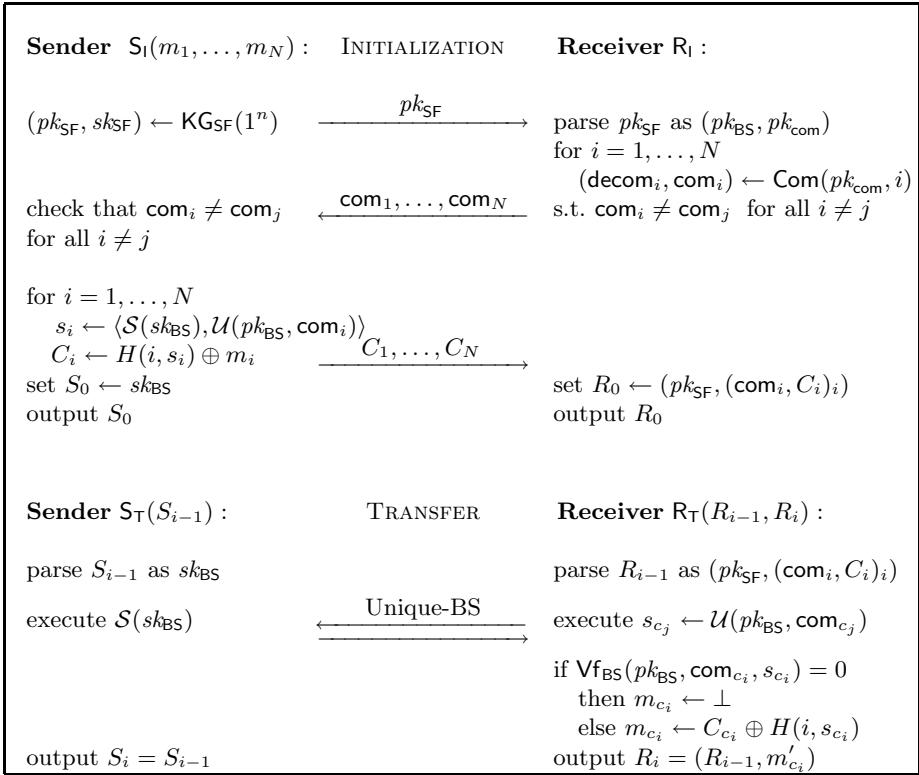 Sender S_I(m_1, . . . , m_N) : INITIALIZATION Receiver R_I :
(pk_SF, sk_SF) ← KG_SF(1^n) pk_SF parse pk_SF as (pk_BS, pk_com)
for i = 1, . . . , N
(decom_i, com_i) ← Com(pk_com, i)
check that com_i ≠ com_j com_1, . . . , com_N s.t. com_i ≠ com_j for all i ≠ j
for all i ≠ j
for i = 1, . . . , N
s_i ← ⟨S(sk_BS), U(pk_BS, com_i)⟩
C_i ← H(i, s_i) ⊕ m_i C_1, . . . , C_N
set S_0 ← sk_BS set R_0 ← (pk_SF, (com_i, C_i)_i)
output S_0 output R_0
Sender S_T(S_{i−1}) : TRANSFER Receiver R_T(R_{i−1}, R_i) :
parse S_{i−1} as sk_BS parse R_{i−1} as (pk_SF, (com_i, C_i)_i)
execute S(sk_BS) Unique-BS execute s_{c_j} ← U(pk_BS, com_{c_j})
if Vf_BS(pk_BS, com_{c_i}, s_{c_i}) = 0
then m_{c_i} ← ⊥
else m_{c_i} ← C_{c_i} ⊕ H(i, s_{c_i})
output S_i = S_{i−1} output R_i = (R_{i−1}, m′_{c_i})